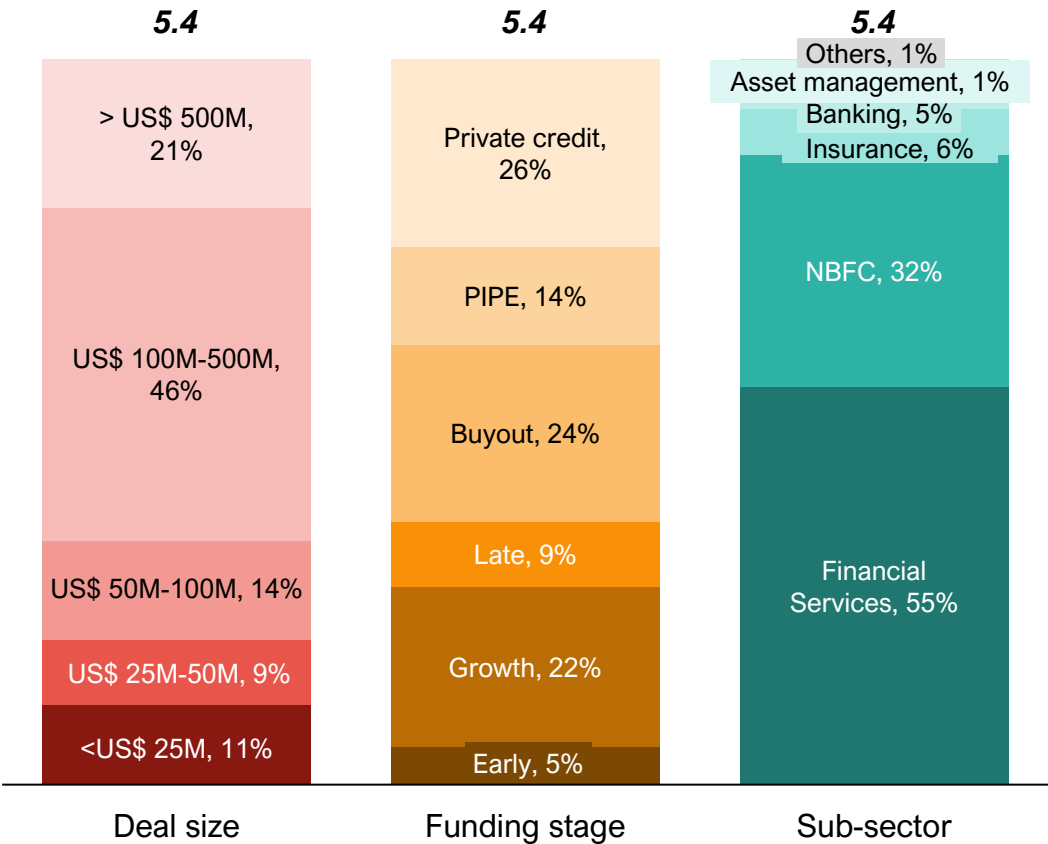 5.4
5.4
5.4
> US$ 500M,
21%
US$ 100M-500M,
46%
US$ 50M-100M, 14%
US$ 25M-50M, 9%
<US$ 25M, 11%
Private credit,
26%
PIPE, 14%
Buyout, 24%
Late, 9%
Growth, 22%
Early, 5%
Others, 1%
Asset management, 1%
Banking, 5%
Insurance, 6%
NBFC, 32%
Financial
Services, 55%
Deal size
Funding stage
Sub-sector